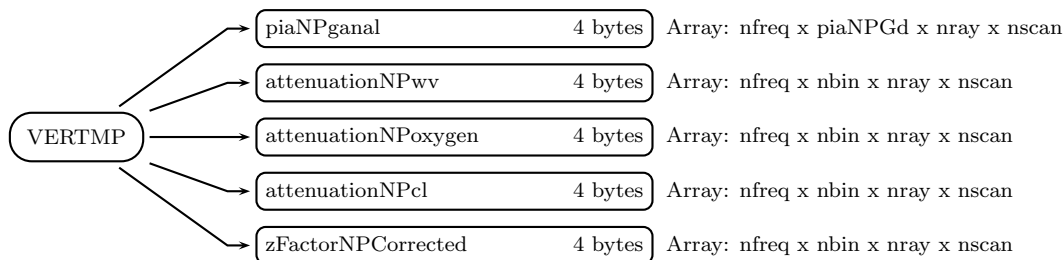 piaNPganal 4 bytes Array: nfreq x piaNPGd x nray x nscan
attenuationNPwv 4 bytes Array: nfreq x nbin x nray x nscan
VERTMP attenuationNPoxygen 4 bytes Array: nfreq x nbin x nray x nscan
attenuationNPcl 4 bytes Array: nfreq x nbin x nray x nscan
zFactorNPCorrected 4 bytes Array: nfreq x nbin x nray x nscan